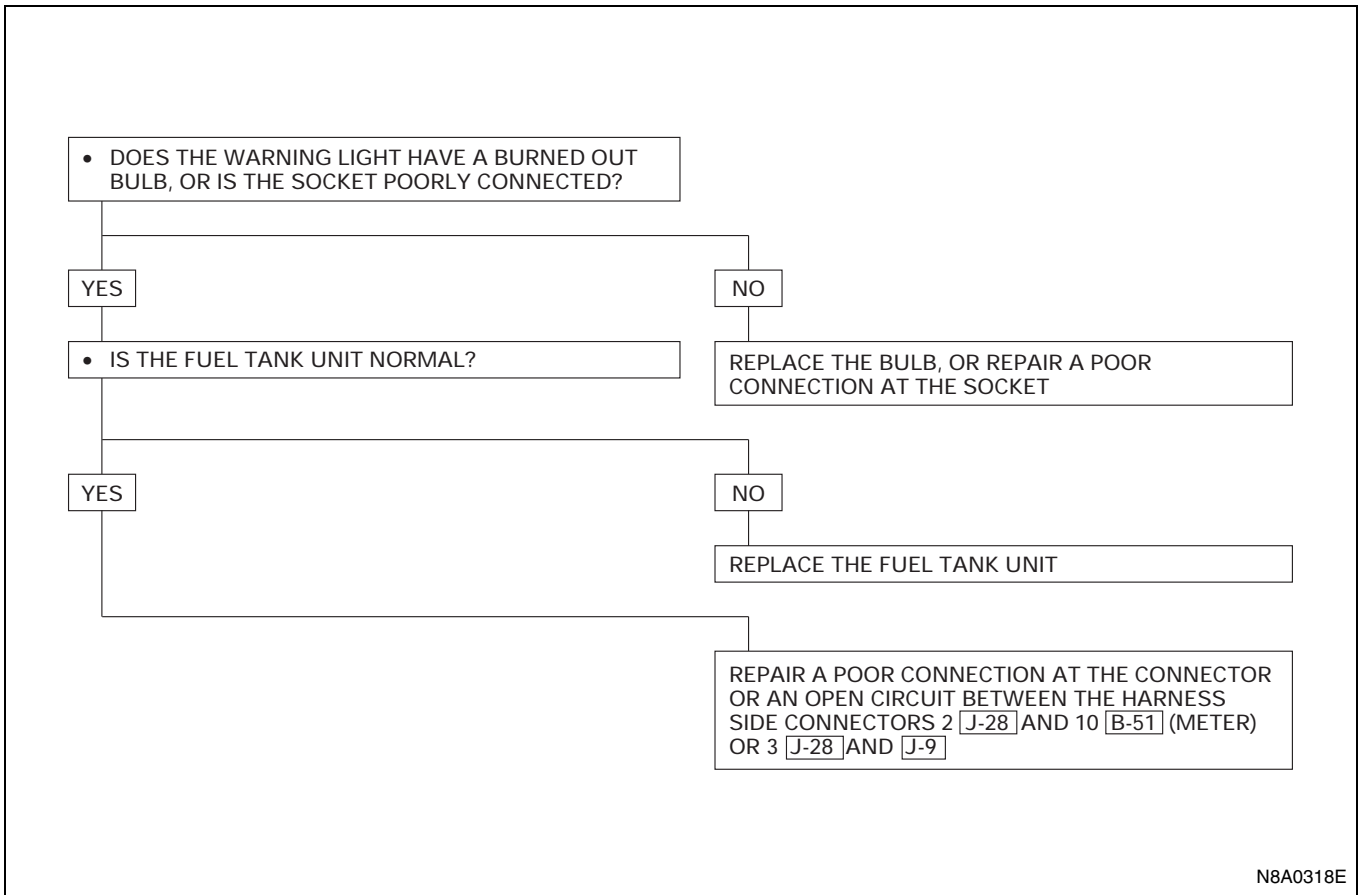 • DOES THE WARNING LIGHT HAVE A BURNED OUT
BULB, OR IS THE SOCKET POORLY CONNECTED?
YES
NO
• IS THE FUEL TANK UNIT NORMAL?
REPLACE THE BULB, OR REPAIR A POOR
CONNECTION AT THE SOCKET
YES
NO
REPLACE THE FUEL TANK UNIT
REPAIR A POOR CONNECTION AT THE CONNECTOR
OR AN OPEN CIRCUIT BETWEEN THE HARNESS
SIDE CONNECTORS 2 J-28 AND 10 B-51 (METER)
OR 3 J-28 AND J-9
N8A0318E